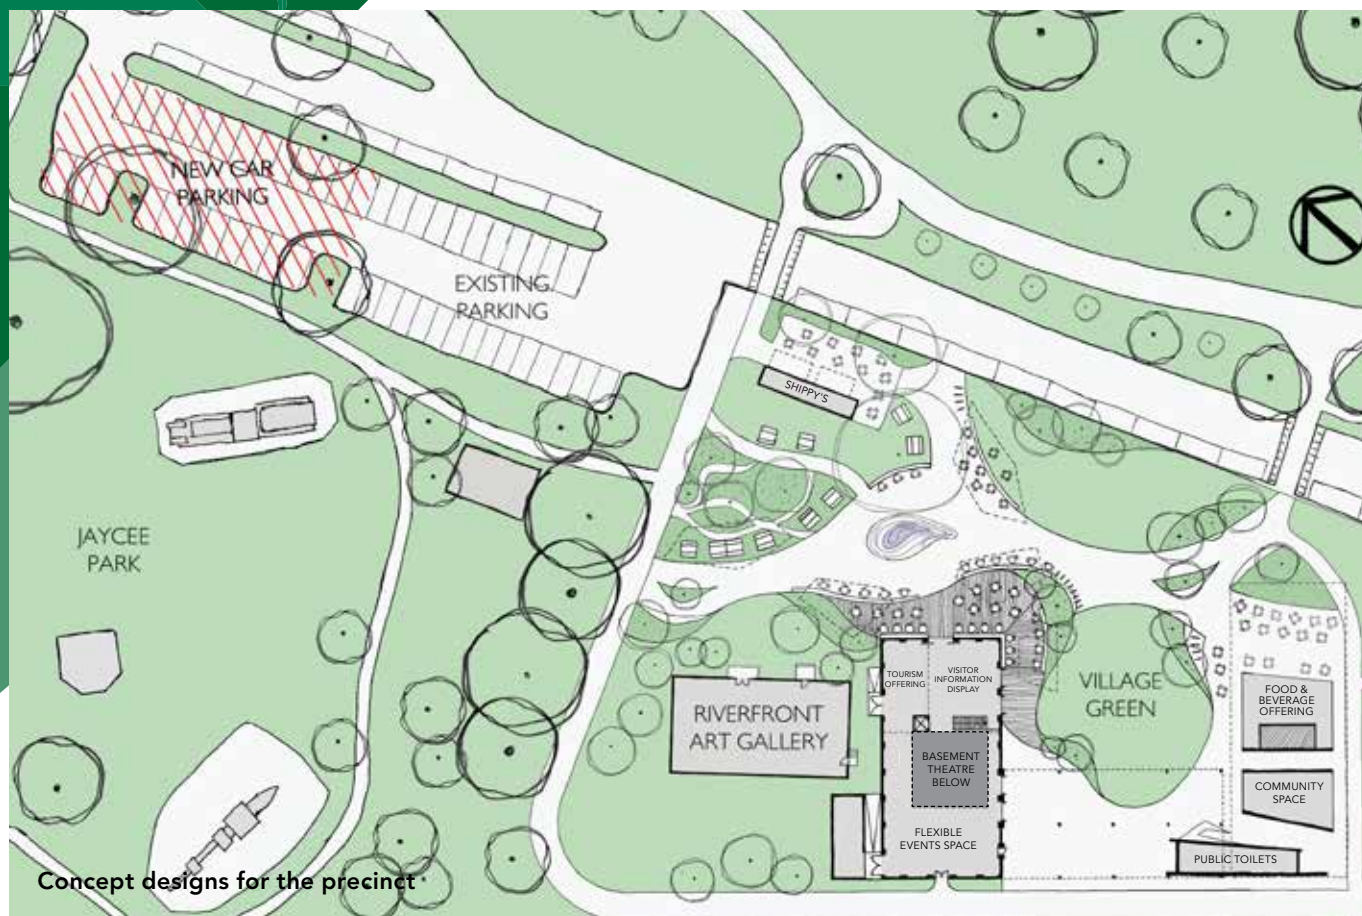 NEW CAR
PARKING
EXISTING
PARKING
SHIPPY'S
JAYCEE
PARK
TOURISM
OFFERING
VISITOR
INFORMATION
DISPLAY
VILLAGE
GREEN
FOOD &
BEVERAGE
OFFERING
RIVERFRONT
ART GALLERY
BASEMENT
THEATRE
BELOW
COMMUNITY
SPACE
FLEXIBLE
EVENTS SPACE
PUBLIC TOILETS
Concept designs for the precinct